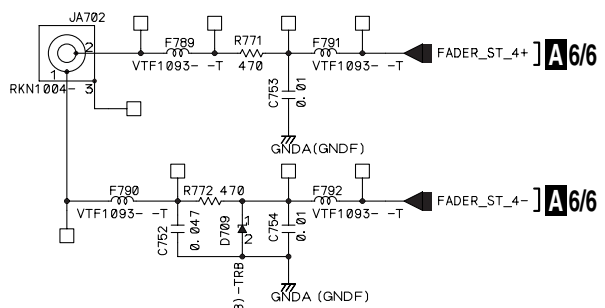 JA702
2
1
RKN1004- 3
F789
VTF1093- -T
R771
470
F791
VTF1093- -T
FADER_ST_4+
A 6/6
C753
0.01
GNDA(GNDF)
F790
VTF1093- -T
R772 470
F792
VTF1093- -T
FADER_ST_4-
A 6/6
C752
0.047
D709
1
2
C754
0.01
)-TRB
GNDA (GNDF)